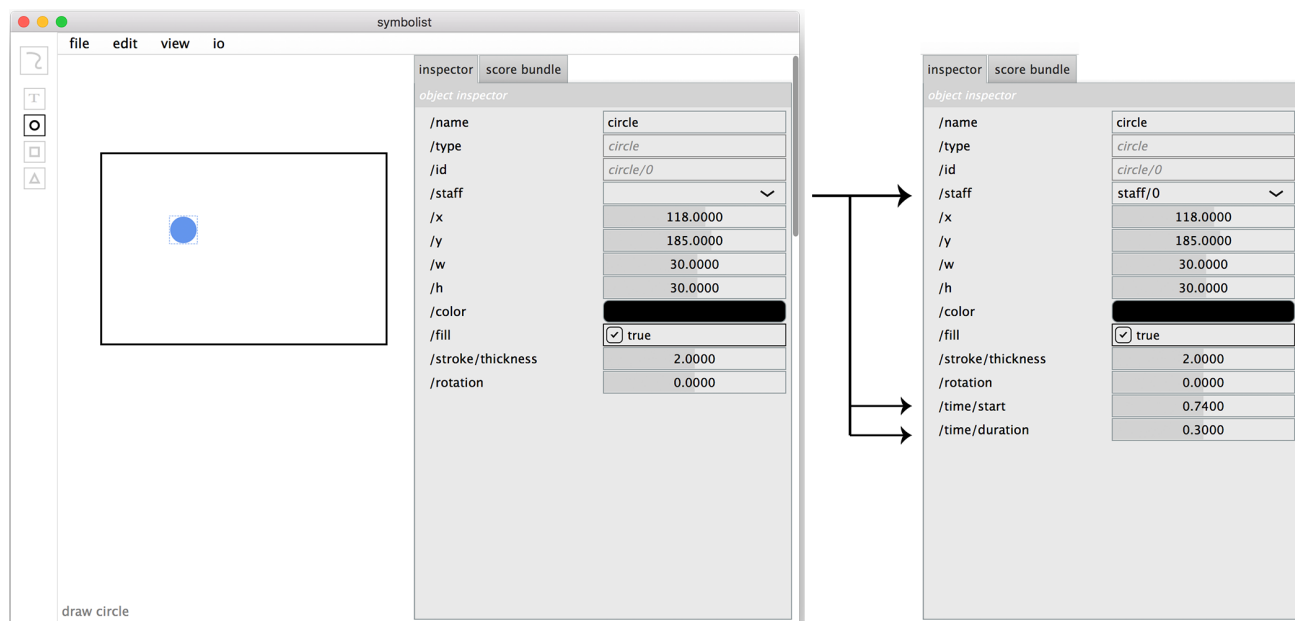 symbolist
file edit view io
T
inspector score bundle
object inspector
/name circle
/type circle
/id circle/0
/staff
/x 118.0000
/y 185.0000
/w 30.0000
/h 30.0000
/color
/fill true
/stroke/thickness 2.0000
/rotation 0.0000
draw circle
inspector score bundle
object inspector
/name circle
/type circle
/id circle/0
/staff staff/0
/x 118.0000
/y 185.0000
/w 30.0000
/h 30.0000
/color
/fill true
/stroke/thickness 2.0000
/rotation 0.0000
/time/start 0.7400
/time/duration 0.3000